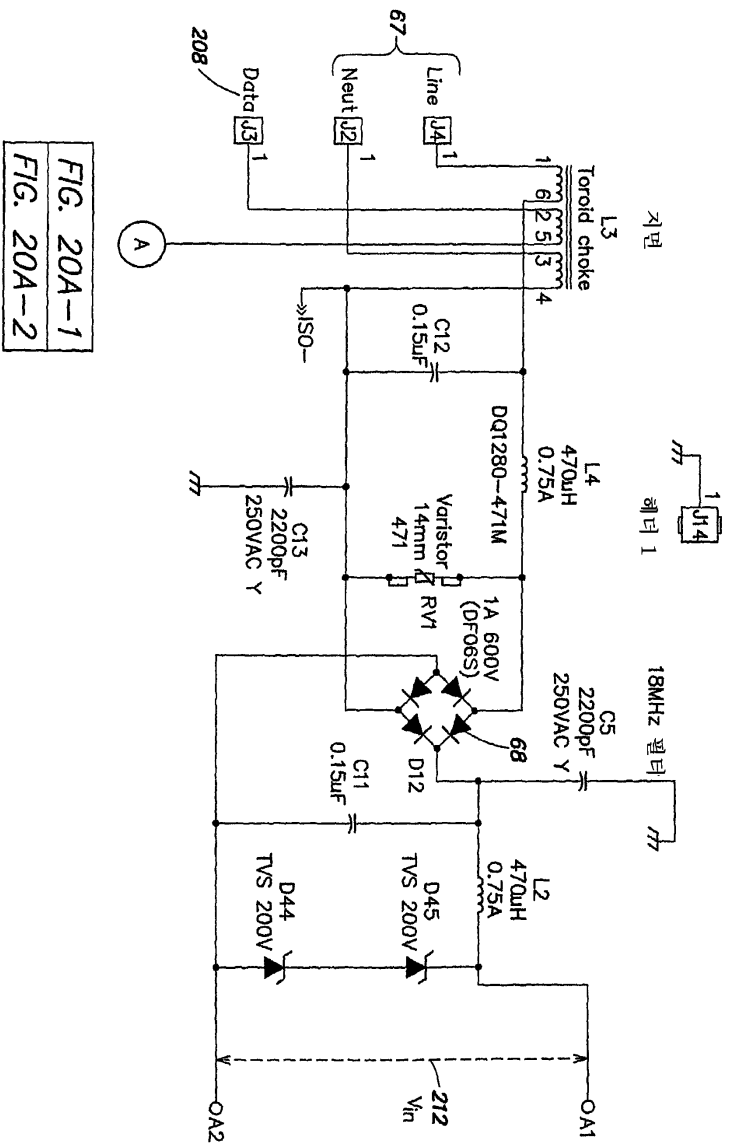 지면
J14
1
헤더 1
67
Line
J4
1
Neut
J2
1
208
Data
J3
1
Toroid choke
L3
1
6
2
5
3
4
A
»ISO-
C12
0.15uF
L4
470uH
0.75A
DQ1280-471M
C13
2200pF
250VAC Y
Varistor
14mm
471
RV1
1A 600V
(DF06S)
68
D12
18MHz 필터
C5
2200pF
250VAC Y
C11
0.15uF
L2
470uH
0.75A
D45
TVS 200V
D44
TVS 200V
A1
A2
212
Vin
FIG. 20A-1
FIG. 20A-2